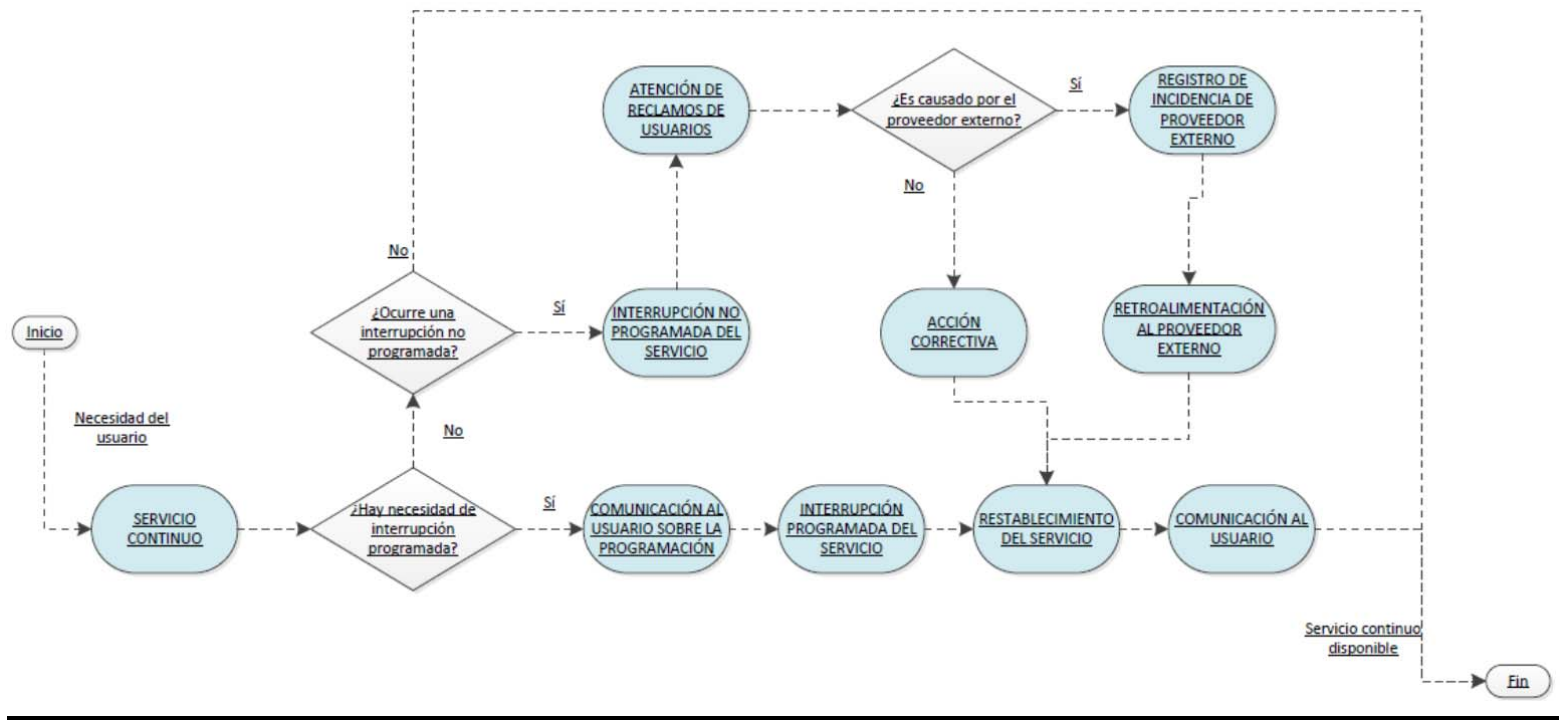 ATENCIÓN DE
RECLAMOS DE
USUARIOS
¿Es causado por el
proveedor externo?
Sí
REGISTRO DE
INCIDENCIA DE
PROVEEDOR
EXTERNO
No
No
¿Ocurre una
interrupción no
programada?
Sí
INTERRUPCIÓN NO
PROGRAMADA DEL
SERVICIO
ACCIÓN
CORRECTIVA
RETROALIMENTACIÓN
AL PROVEEDOR
EXTERNO
Inicio
Necesidad del
usuario
No
SERVICIO
CONTINUO
¿Hay necesidad de
interrupción
programada?
Sí
COMUNICACIÓN AL
USUARIO SOBRE LA
PROGRAMACIÓN
INTERRUPCIÓN
PROGRAMADA DEL
SERVICIO
RESTABLECIMIENTO
DEL SERVICIO
COMUNICACIÓN AL
USUARIO
Servicio continuo
disponible
Fin